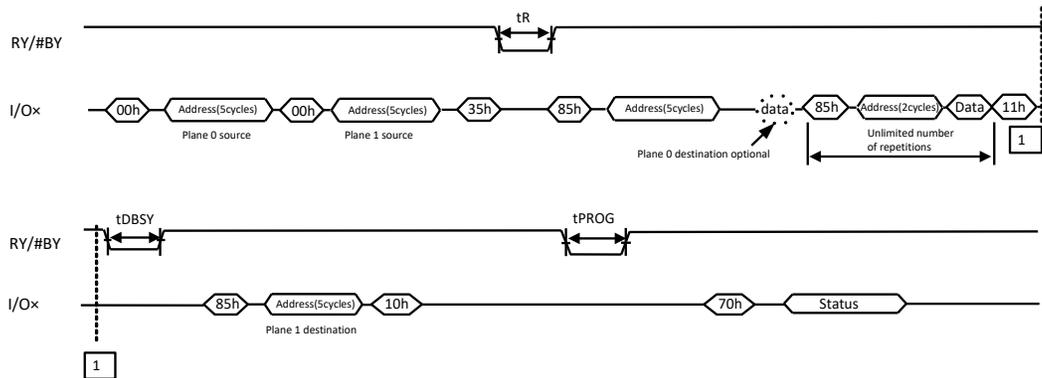 tR
RY/#BY
I/O×
00h Address(5cycles) 00h Address(5cycles) 35h 85h Address(5cycles) data 85h Address(2cycles) Data 11h
Plane 0 source Plane 1 source Plane 0 destination optional
Unlimited number
of repetitions
1
tDBSY tPROG
RY/#BY
I/O×
85h Address(5cycles) 10h 70h Status
Plane 1 destination
1